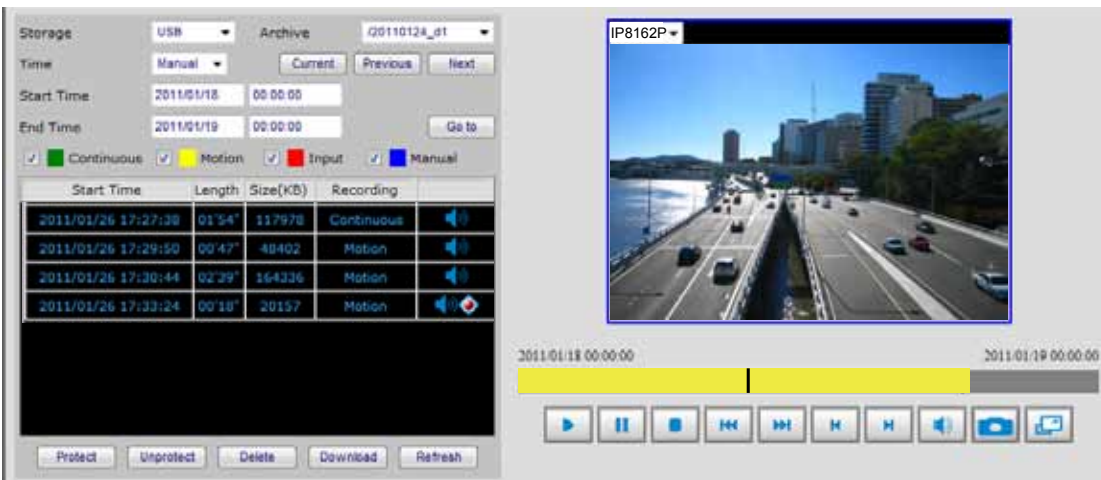 Storage USB Archive /20110124_d1
Time Manual Current Previous Next
Start Time 2011/01/18 00:00:00
End Time 2011/01/19 00:00:00 Go to
Continuous Motion Input Manual
Start Time Length Size(KB) Recording
2011/01/26 17:27:38 01'54" 117978 Continuous
2011/01/26 17:29:50 00'47" 48402 Motion
2011/01/26 17:30:44 02'39" 164336 Motion
2011/01/26 17:33:24 00'18" 20157 Motion
Protect Unprotect Delete Download Refresh
IP8162P
2011/01/18 00:00:00 2011/01/19 00:00:00